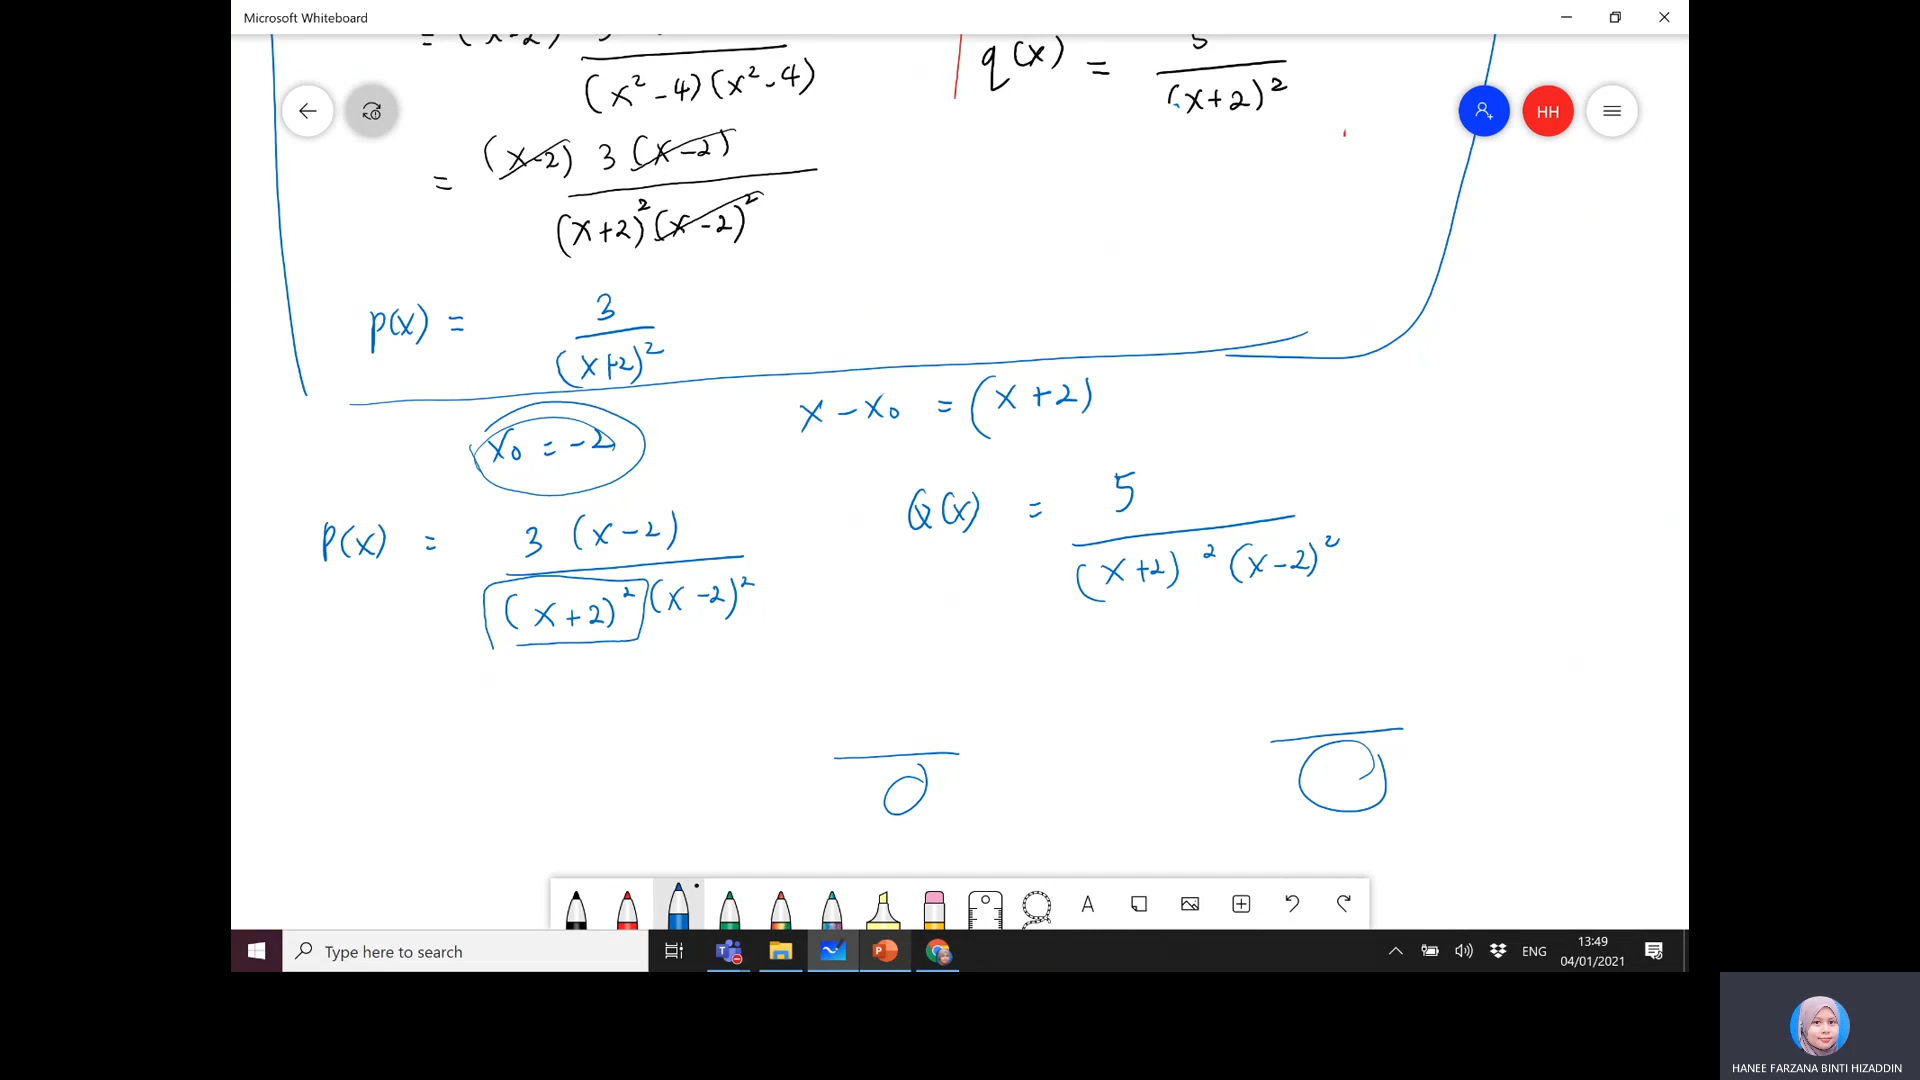 Microsoft Whiteboard
(x² - 4)(x² - 4)
q(x) = 5 / (x+2)²
= (x-2) 3 (x-2) / (x+2)² (x-2)²
HH
p(x) = 3 / (x+2)²
x - x₀ = (x + 2)
x₀ = -2
P(x) = 3 (x-2) / (x+2)² (x-2)²
Q(x) = 5 / (x+2)² (x-2)²
0 0
A
Type here to search
ENG
13:49
04/01/2021
HANEE FARZANA BINTI HIZADDIN